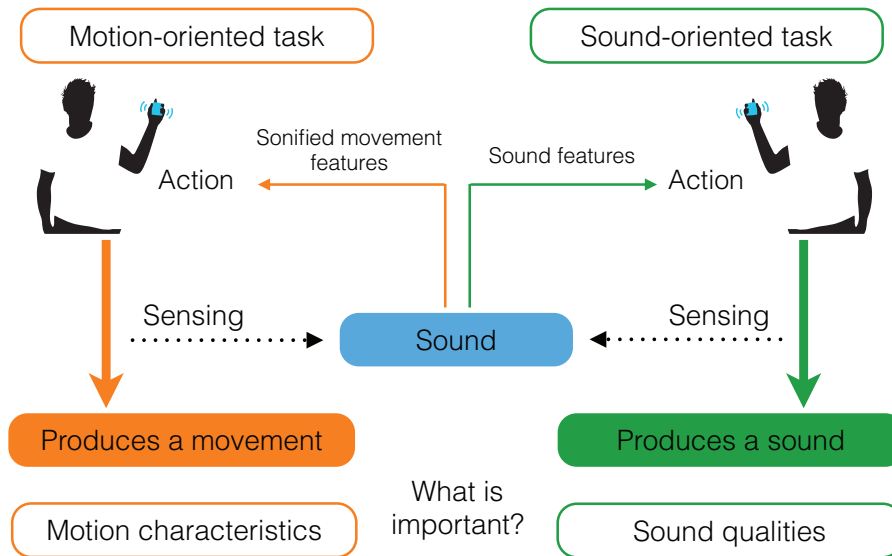 Motion-oriented task
Sound-oriented task
Sonified movement
features
Sound features
Action
Action
Sensing
Sound
Sensing
Produces a movement
Produces a sound
What is
important?
Motion characteristics
Sound qualities